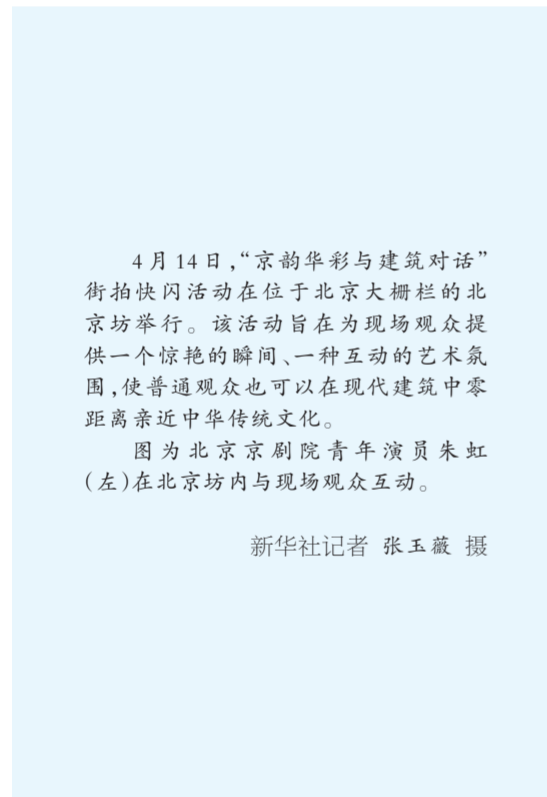 4月14日，“京韵华彩与建筑对话”
街拍快闪活动在位于北京大栅栏的北
京坊举行。该活动旨在为现场观众提
供一个惊艳的瞬间、一种互动的艺术氛
围，使普通观众也可以在现代建筑中零
距离亲近中华传统文化。
图为北京京剧院青年演员朱虹
（左）在北京坊内与现场观众互动。
新华社记者 张玉薇 摄